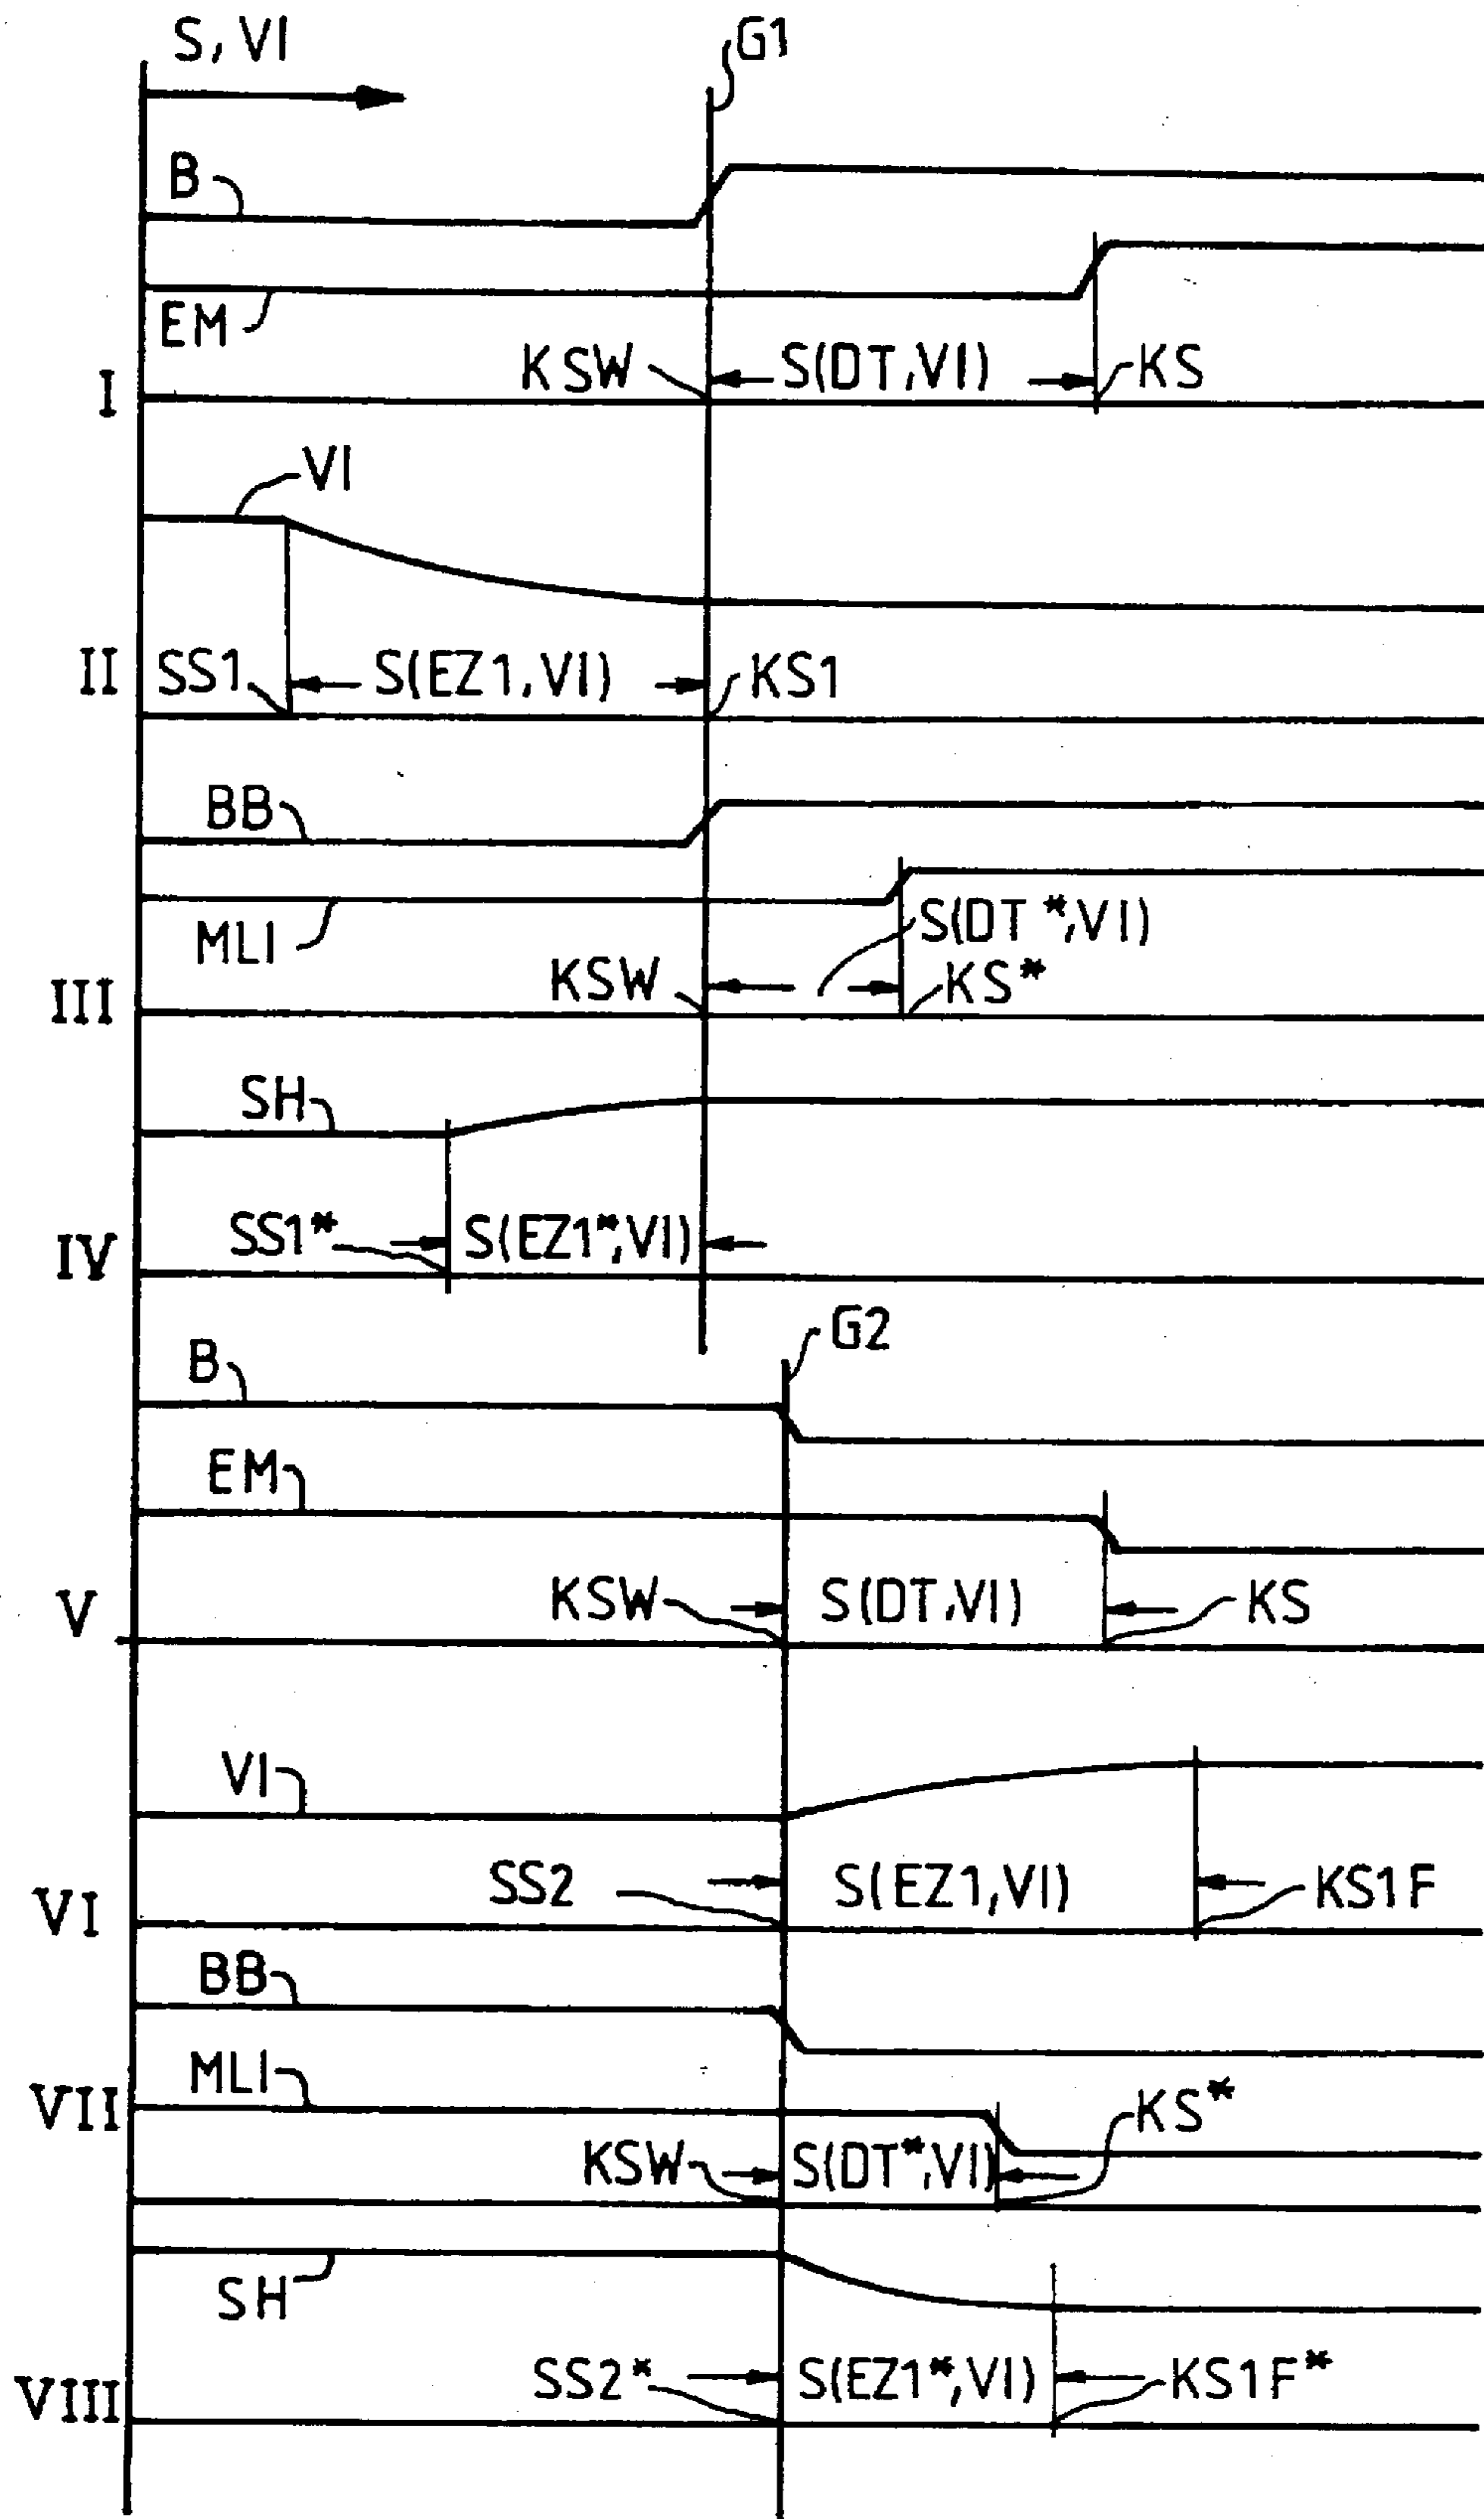 S, VI
G1
B
EM
KSW
S(DT,VI)
KS
I
VI
II
SS1
S(EZ1,VI)
KS1
BB
MLI
S(DT*,VI)
KSW
KS*
III
SH
SS1*
S(EZ1*,VI)
IV
G2
B
EM
KSW
S(DT,VI)
KS
V
VI
SS2
S(EZ1,VI)
KS1F
VI
BB
MLI
VII
KS*
KSW
S(DT*,VI)
SH
SS2*
S(EZ1*,VI)
KS1F*
VIII